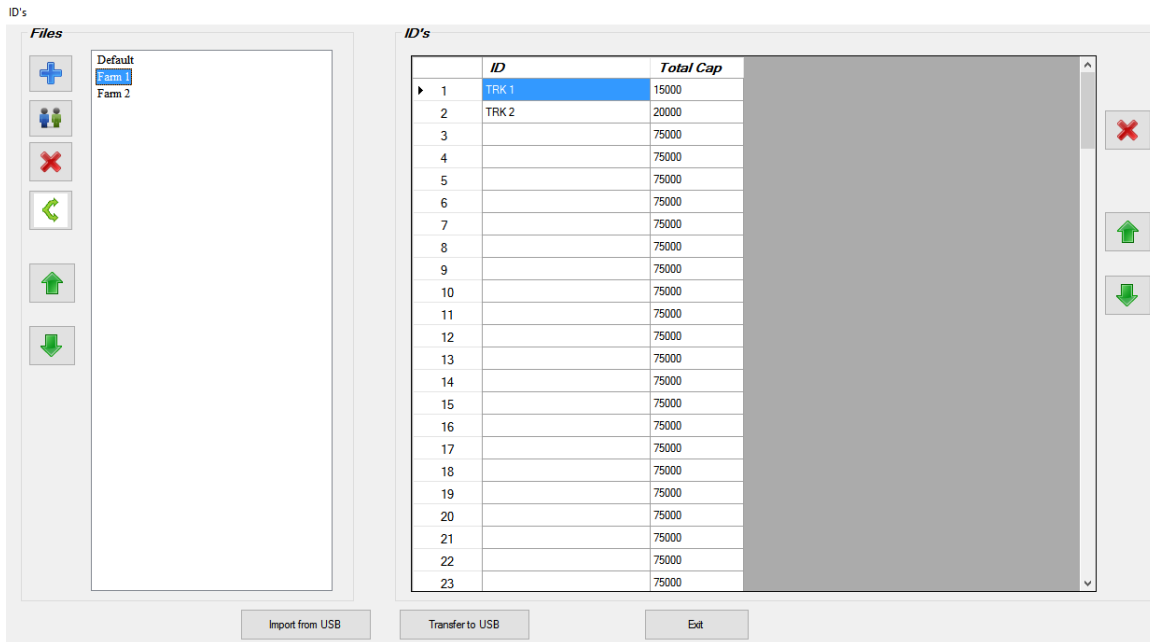 ID's
Files
Default
Farm 1
Farm 2
ID's
ID Total Cap
1 TRK 1 15000
2 TRK 2 20000
3 75000
4 75000
5 75000
6 75000
7 75000
8 75000
9 75000
10 75000
11 75000
12 75000
13 75000
14 75000
15 75000
16 75000
17 75000
18 75000
19 75000
20 75000
21 75000
22 75000
23 75000
Import from USB Transfer to USB Exit